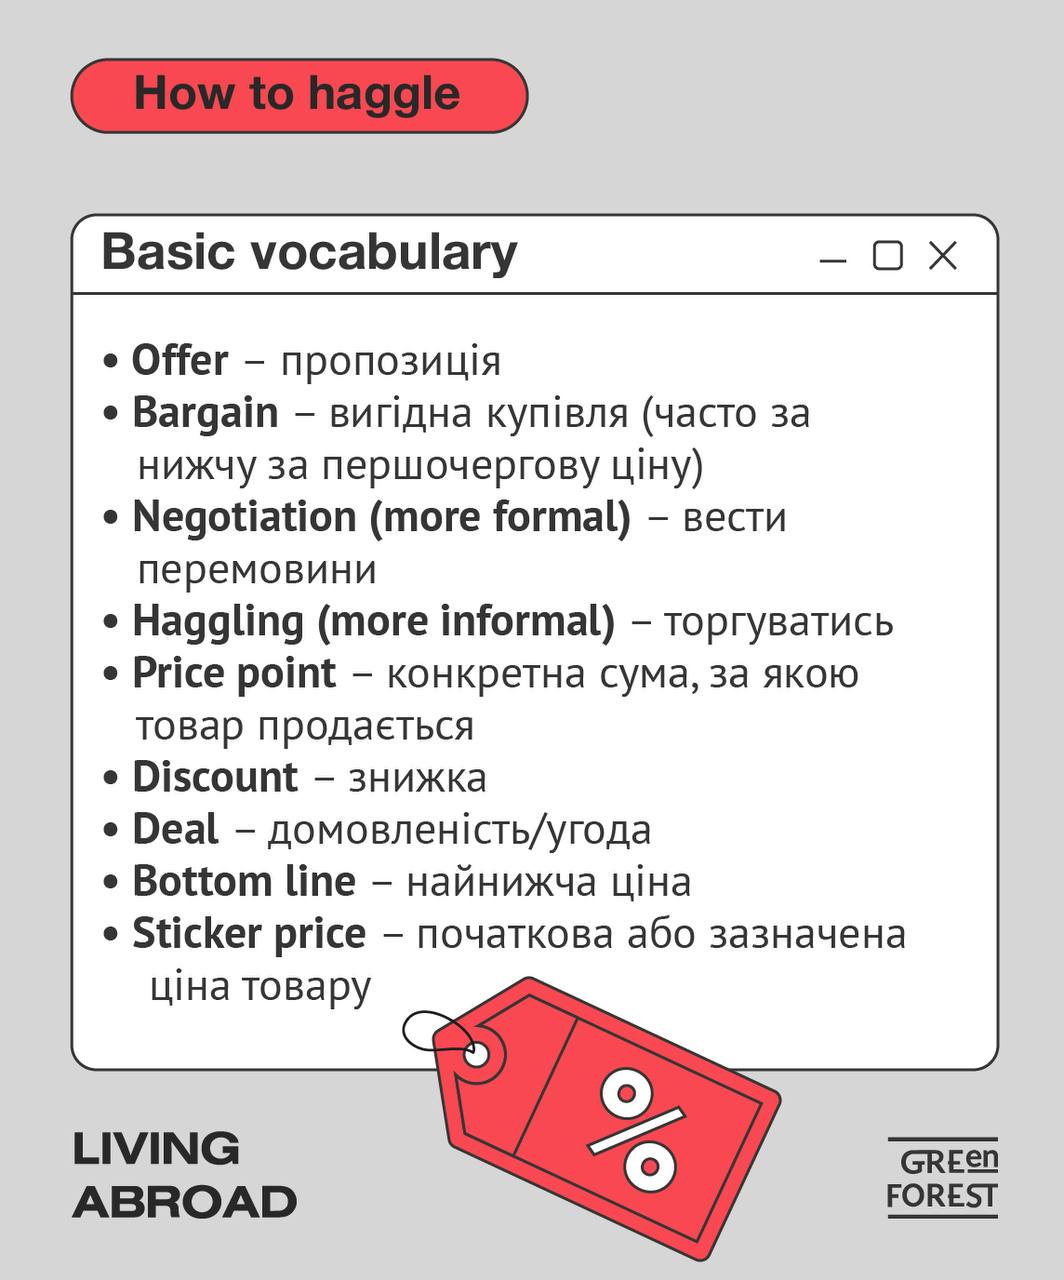 How to haggle
Basic vocabulary
• Offer – пропозиція
• Bargain – вигідна купівля (часто за
нижчу за першочергову ціну)
• Negotiation (more formal) – вести
перемовини
• Haggling (more informal) – торгуватись
• Price point – конкретна сума, за якою
товар продається
• Discount – знижка
• Deal – домовленість/угода
• Bottom line – найнижча ціна
• Sticker price – початкова або зазначена
ціна товару
%
LIVING
ABROAD
GREen
FOREST